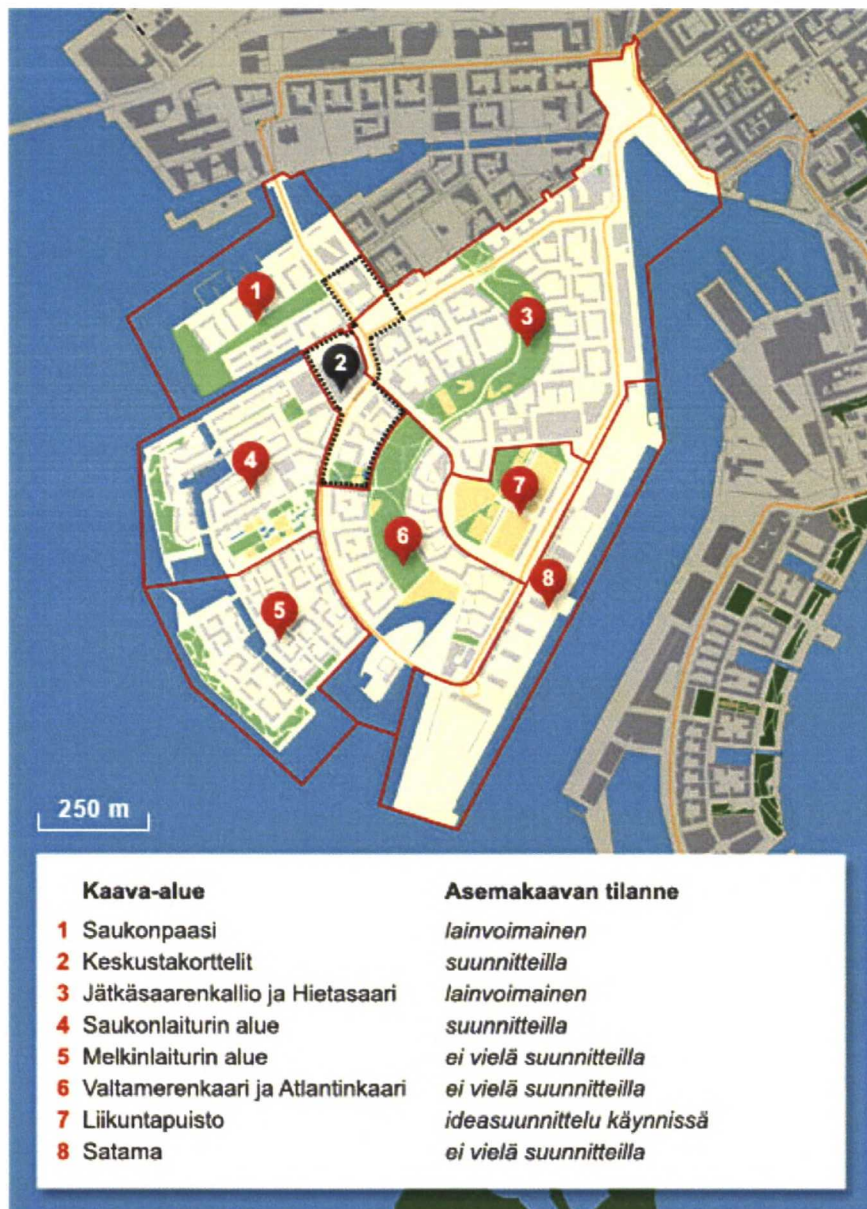 1
2
3
4
7
6
8
5
250 m
Kaava-alue Asemakaavan tilanne
1 Saukonpaasi lainvoimainen
2 Keskustakorttelit suunnitteilla
3 Jätkäsaarenkallio ja Hietasaari lainvoimainen
4 Saukonlaiturin alue suunnitteilla
5 Melkinlaiturin alue ei vielä suunnitteilla
6 Valtamerenkaari ja Atlantinkaari ei vielä suunnitteilla
7 Liikuntapuisto ideasuunnittelu käynnissä
8 Satama ei vielä suunnitteilla